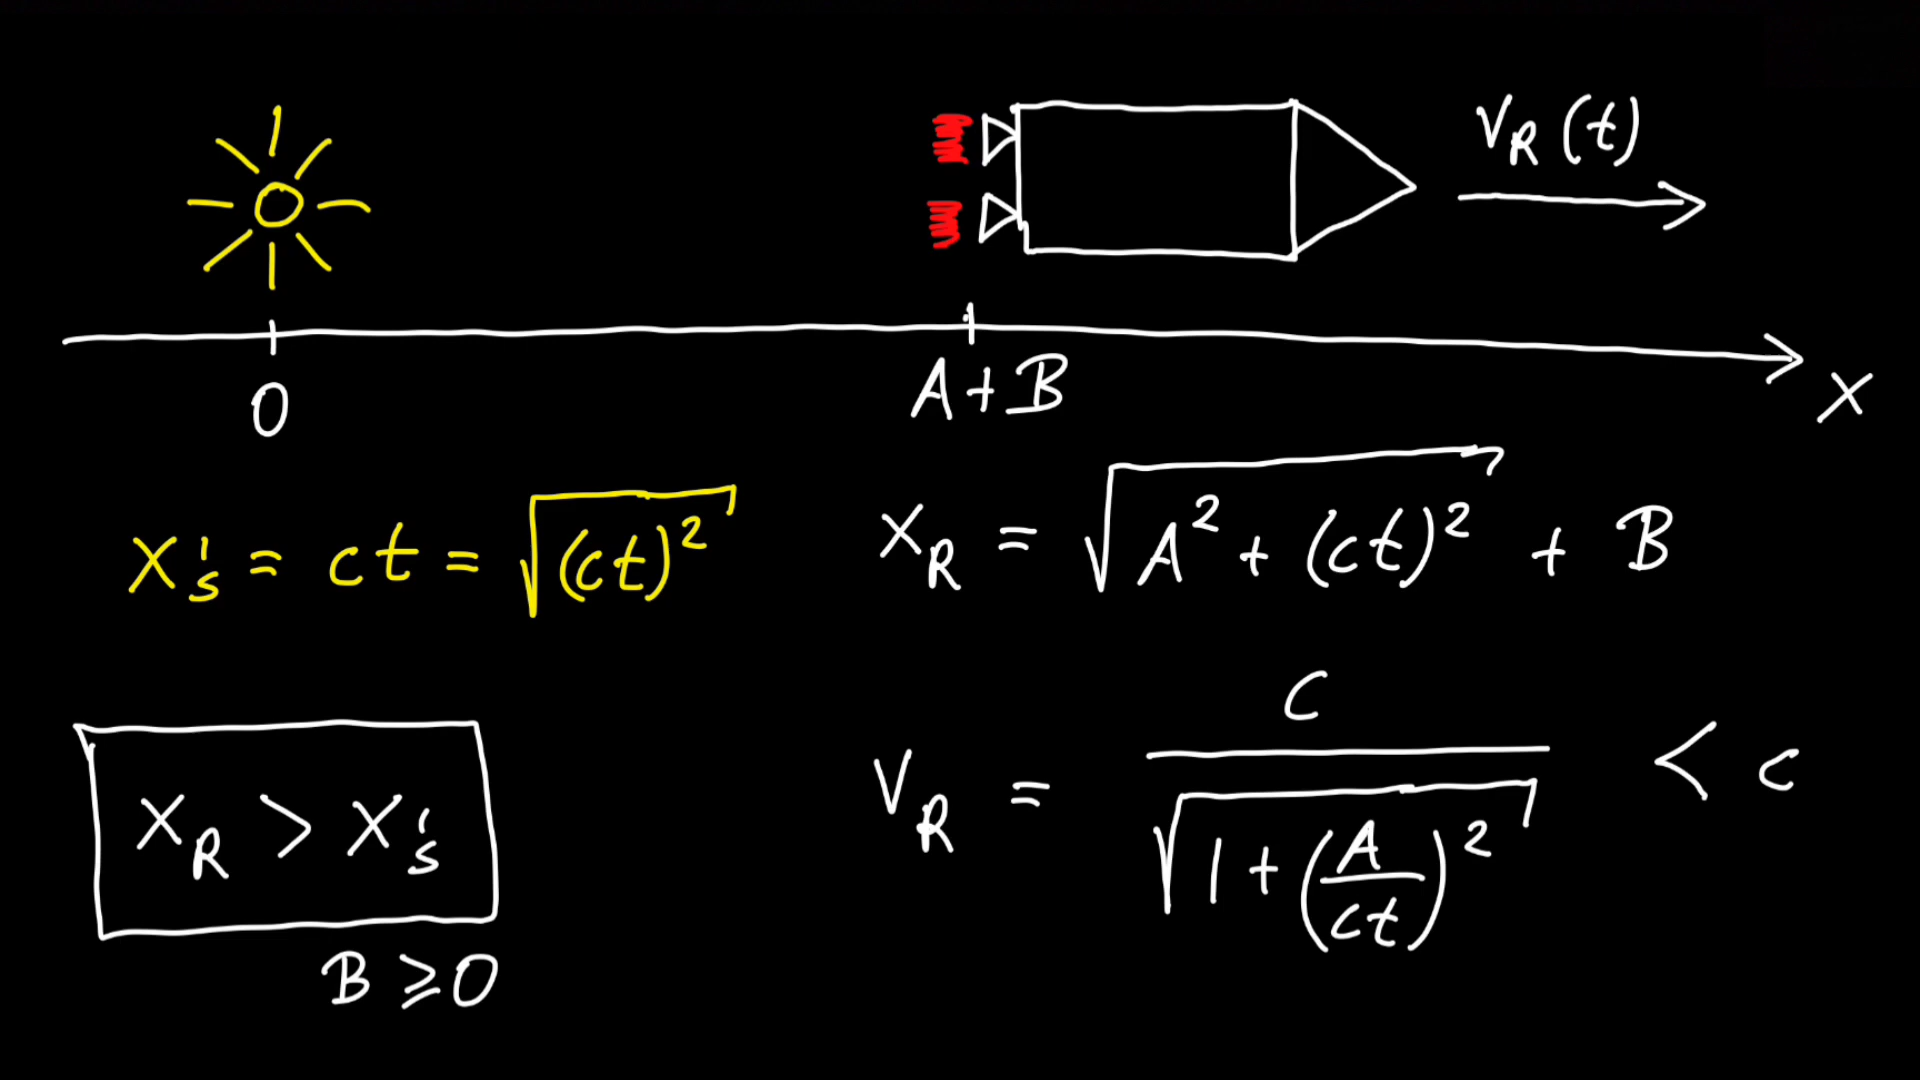 v_R (t)
0
A + B
x
x'_s = ct = √(ct)²
x_R = √A² + (ct)² + B
x_R > x'_s
B ≥ 0
v_R = c / √1 + (A/ct)² < c